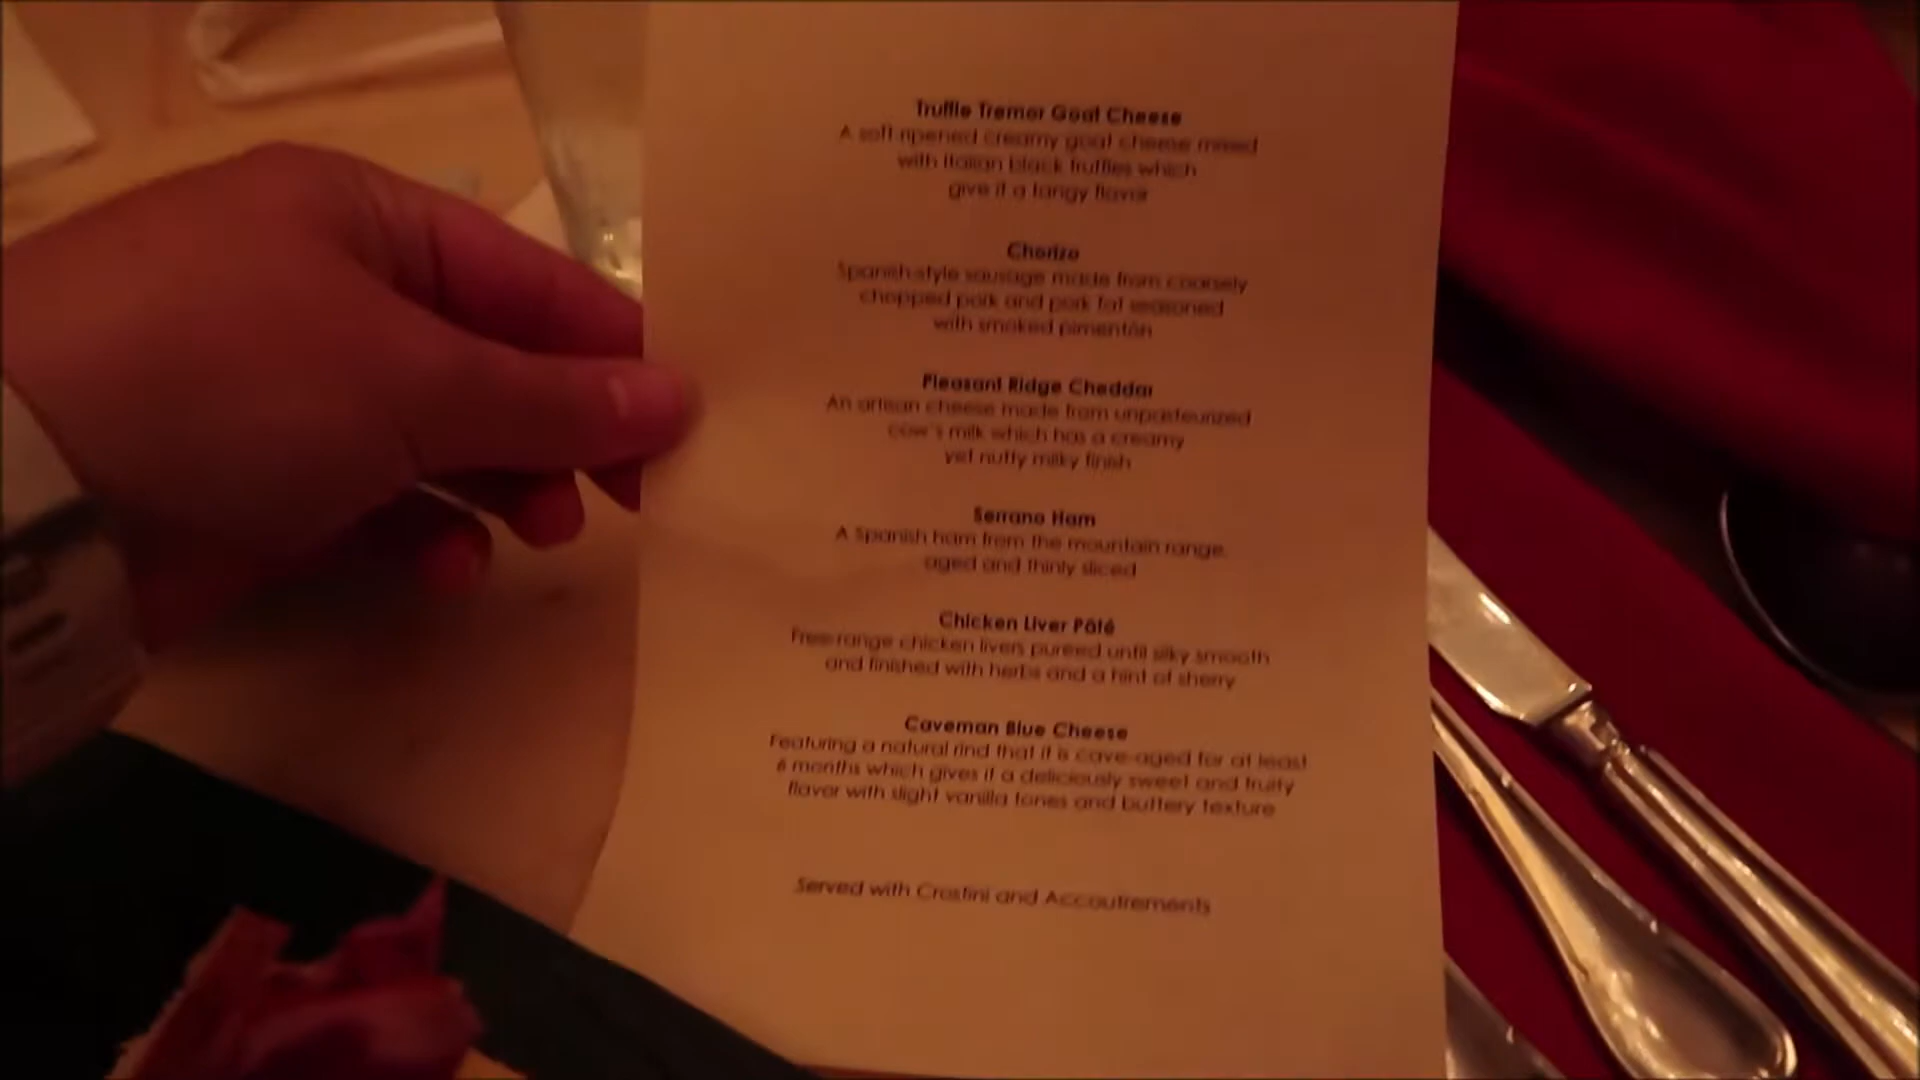 Truffle Tremor Goat Cheese
A soft-ripened creamy goat cheese mixed
with Italian black truffles which
give it a tangy flavor
Chorizo
Spanish-style sausage made from coarsely
chopped pork and pork fat seasoned
with smoked pimentón
Pleasant Ridge Cheddar
An artisan cheese made from unpasteurized
cow's milk which has a creamy
yet nutty milky finish
Serrano Ham
A Spanish ham from the mountain range,
aged and thinly sliced
Chicken Liver Pâté
Free-range chicken livers pureed until silky smooth
and finished with herbs and a hint of sherry
Caveman Blue Cheese
Featuring a natural rind that it is cave-aged for at least
6 months which gives it a deliciously sweet and fruity
flavor with slight vanilla tones and buttery texture
Served with Crostini and Accoutrements